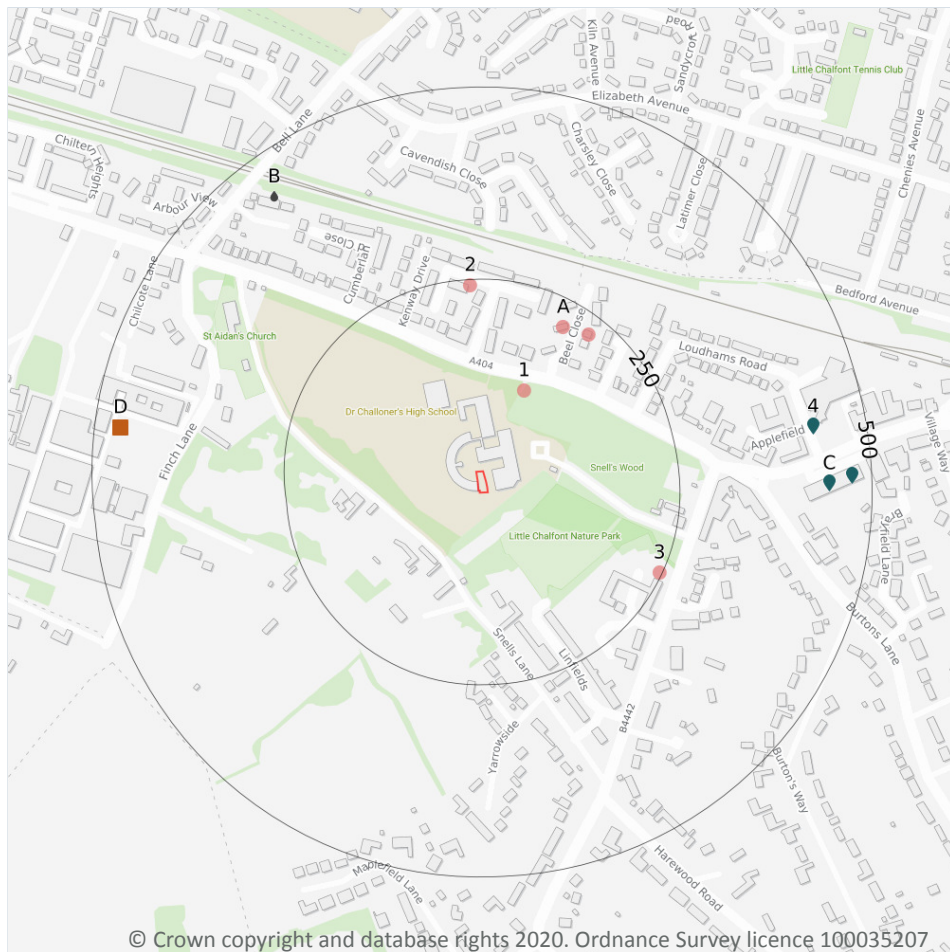 Road
Sandycroft
Kiln Avenue
Little Chalfont Tennis Club
Elizabeth Avenue
Chenies Avenue
Bell Lane
Charsley Close
Chiltern Heights
Cavendish Close
Latimer Close
B
Arbour View
Cumberlan
d Close
Kenway Drive
2
Chilcote Lane
Bedford Avenue
A
Beel Close
St Aidan's Church
Loudhams Road
A404
250
1
Dr Challoner's High School
D
4
Village Way
Applefield
500
Finch Lane
Snell's Wood
C
Little Chalfont Nature Park
3
Burtons Lane
Snells Lane
Linfields
B4442
Yarrowside
Burton's Way
Maplefield Lane
Harewood Road
© Crown copyright and database rights 2020. Ordnance Survey licence 100035207